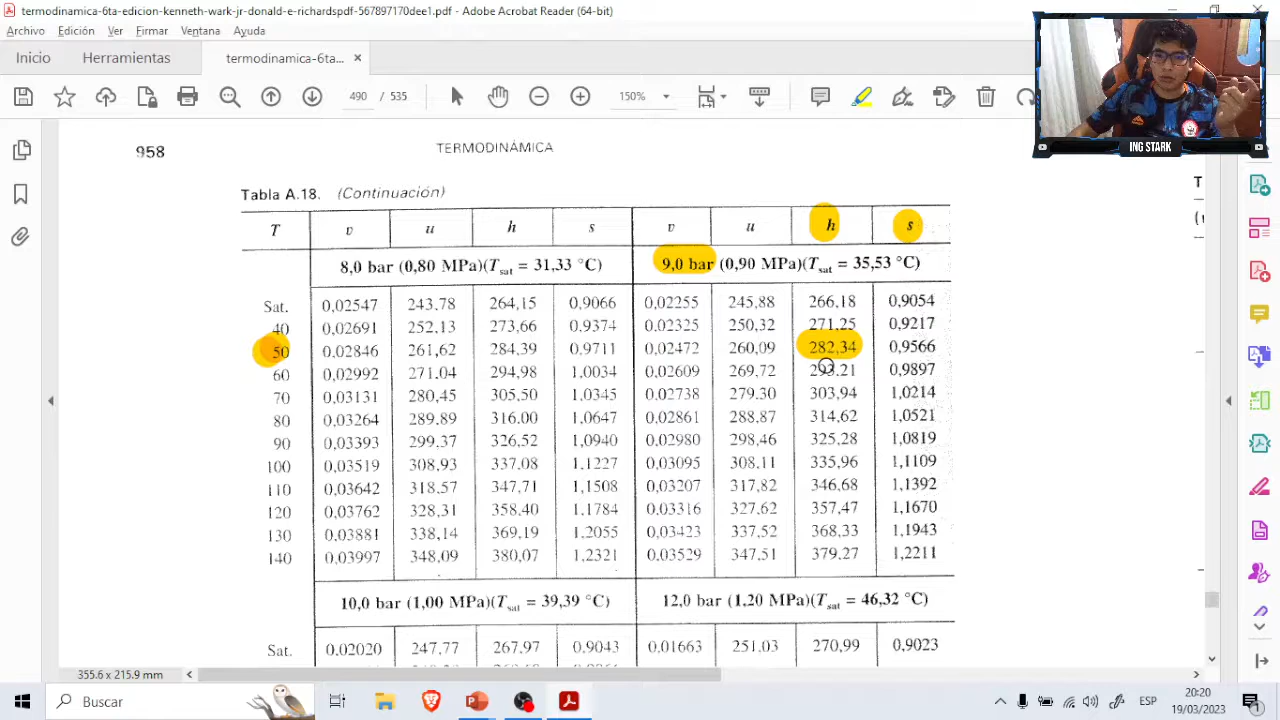 termodinamica-6ta-edicion-kenneth-wark-jr-donald-e-richardspdf-567897170dee1.pdf - Adobe Acrobat Reader (64-bit)
Archivo Edición Ver Firmar Ventana Ayuda
Inicio Herramientas termodinamica-6ta... ×
490 / 535 150%
ING STARK
958 TERMODINÁMICA
Tabla A.18. (Continuación)
T v u h s v u h s
8,0 bar (0,80 MPa)(Tsat = 31,33 °C) 9,0 bar (0,90 MPa)(Tsat = 35,53 °C)
Sat. 0,02547 243,78 264,15 0,9066 0,02255 245,88 266,18 0,9054
40 0,02691 252,13 273,66 0,9374 0,02325 250,32 271,25 0,9217
50 0,02846 261,62 284,39 0,9711 0,02472 260,09 282,34 0,9566
60 0,02992 271,04 294,98 1,0034 0,02609 269,72 293,21 0,9897
70 0,03131 280,45 305,50 1,0345 0,02738 279,30 303,94 1,0214
80 0,03264 289,89 316,00 1,0647 0,02861 288,87 314,62 1,0521
90 0,03393 299,37 326,52 1,0940 0,02980 298,46 325,28 1,0819
100 0,03519 308,93 337,08 1,1227 0,03095 308,11 335,96 1,1109
110 0,03642 318,57 347,71 1,1508 0,03207 317,82 346,68 1,1392
120 0,03762 328,31 358,40 1,1784 0,03316 327,62 357,47 1,1670
130 0,03881 338,14 369,19 1,2055 0,03423 337,52 368,33 1,1943
140 0,03997 348,09 380,07 1,2321 0,03529 347,51 379,27 1,2211
10,0 bar (1,00 MPa)(Tsat = 39,39 °C) 12,0 bar (1,20 MPa)(Tsat = 46,32 °C)
Sat. 0,02020 247,77 267,97 0,9043 0,01663 251,03 270,99 0,9023
355.6 x 215.9 mm
Buscar
ESP
20:20
19/03/2023